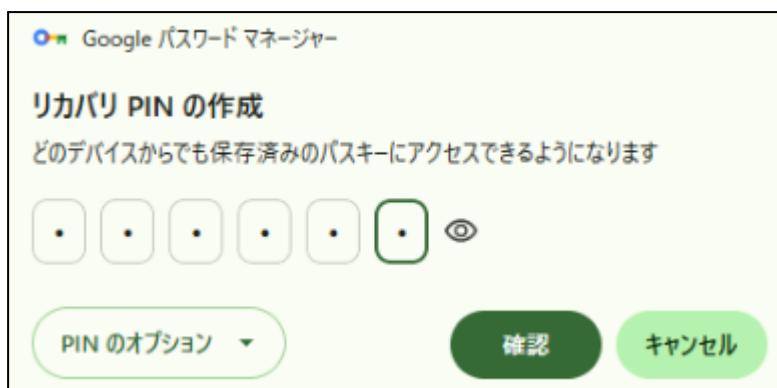 Google パスワード マネージャー
リカバリ PIN の作成
どのデバイスからでも保存済みのパスキーにアクセスできるようになります
PIN のオプション
確認
キャンセル